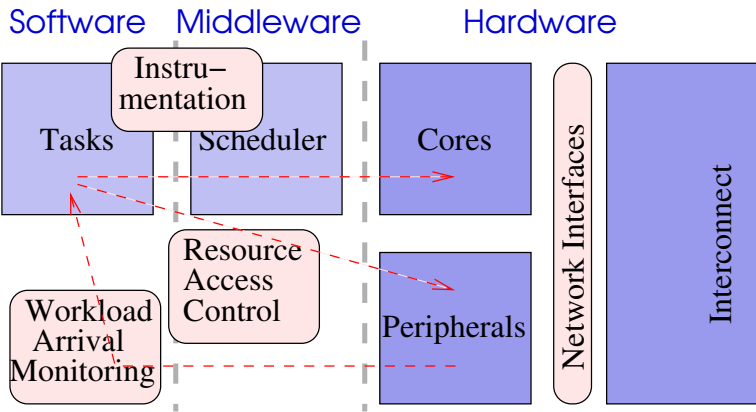 Software
Middleware
Hardware
Instru-
mentation
Tasks
Scheduler
Cores
Network Interfaces
Interconnect
Resource
Access
Control
Workload
Arrival
Monitoring
Peripherals